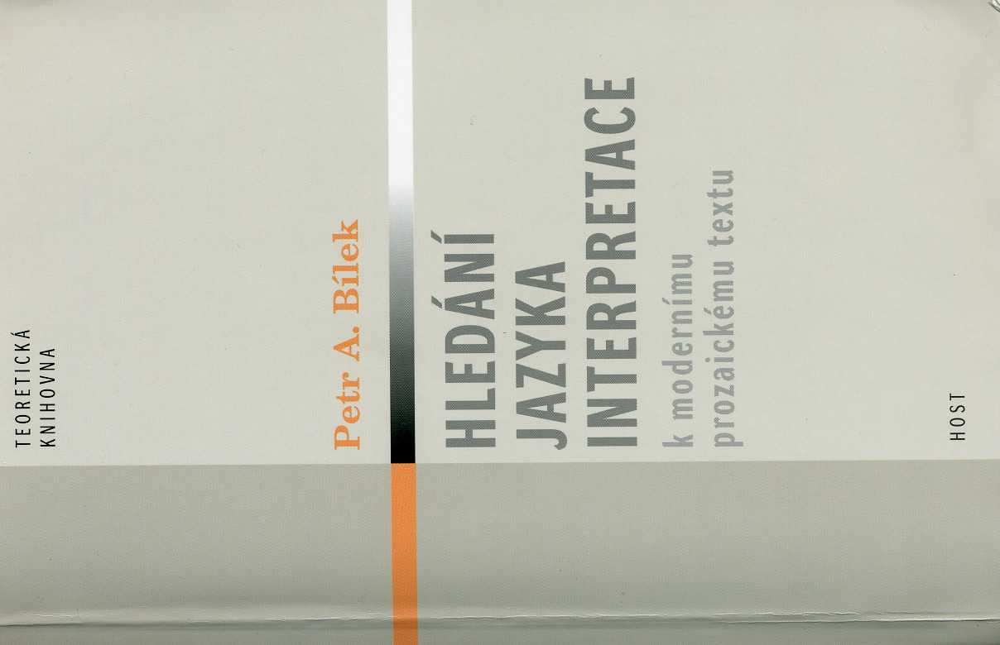 TEORETICKÁ
KNIHOVNA
Petr A. Bílek
HLEDÁNÍ
JAZYKA
INTERPRETACE
k modernímu
prozaickému textu
HOST